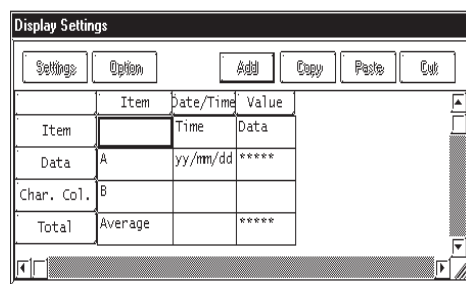 Display Settings
Settings Option Add Copy Paste Cut
Item Date/Time Value
Item Time Data
Data A yy/mm/dd *****
Char. Col. B
Total Average *****